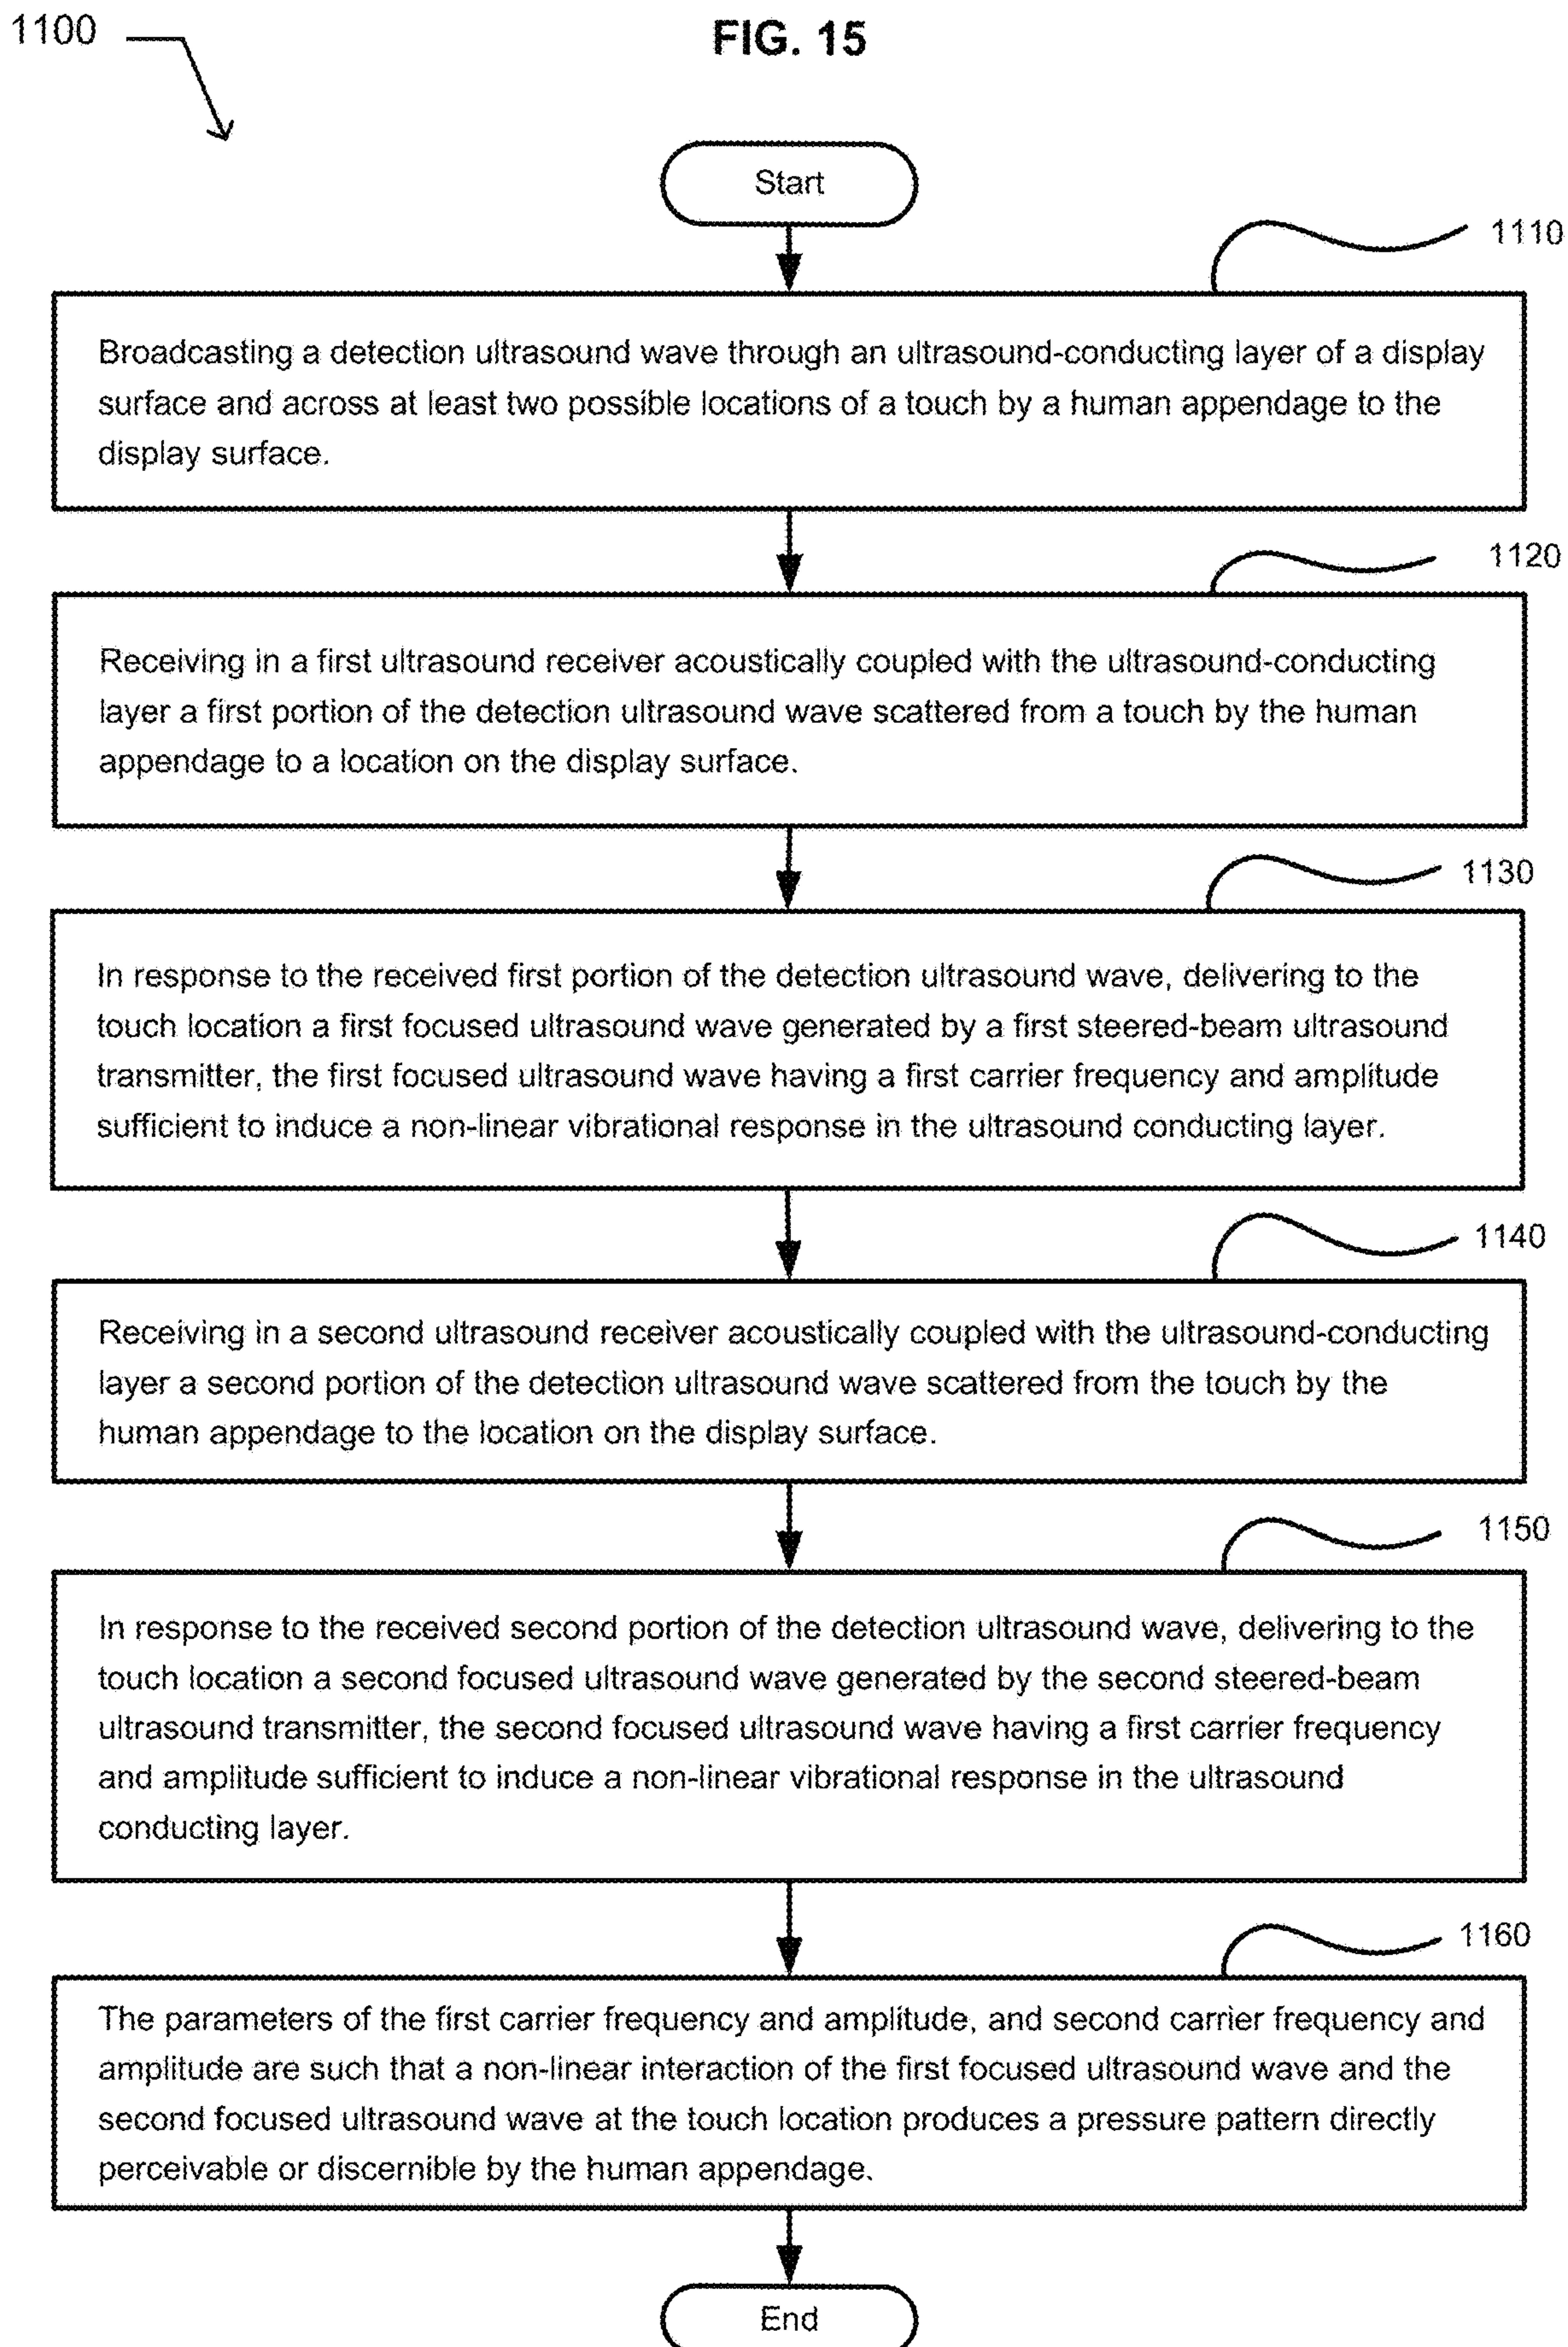 1100
FIG. 15
Start
1110
Broadcasting a detection ultrasound wave through an ultrasound-conducting layer of a display
surface and across at least two possible locations of a touch by a human appendage to the
display surface.
1120
Receiving in a first ultrasound receiver acoustically coupled with the ultrasound-conducting
layer a first portion of the detection ultrasound wave scattered from a touch by the human
appendage to a location on the display surface.
1130
In response to the received first portion of the detection ultrasound wave, delivering to the
touch location a first focused ultrasound wave generated by a first steered-beam ultrasound
transmitter, the first focused ultrasound wave having a first carrier frequency and amplitude
sufficient to induce a non-linear vibrational response in the ultrasound conducting layer.
1140
Receiving in a second ultrasound receiver acoustically coupled with the ultrasound-conducting
layer a second portion of the detection ultrasound wave scattered from the touch by the
human appendage to the location on the display surface.
1150
In response to the received second portion of the detection ultrasound wave, delivering to the
touch location a second focused ultrasound wave generated by the second steered-beam
ultrasound transmitter, the second focused ultrasound wave having a first carrier frequency
and amplitude sufficient to induce a non-linear vibrational response in the ultrasound
conducting layer.
1160
The parameters of the first carrier frequency and amplitude, and second carrier frequency and
amplitude are such that a non-linear interaction of the first focused ultrasound wave and the
second focused ultrasound wave at the touch location produces a pressure pattern directly
perceivable or discernible by the human appendage.
End